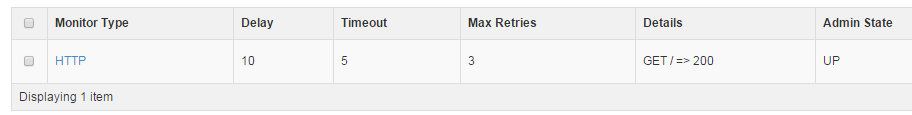 Monitor Type Delay Timeout Max Retries Details Admin State
HTTP 10 5 3 GET / => 200 UP
Displaying 1 item